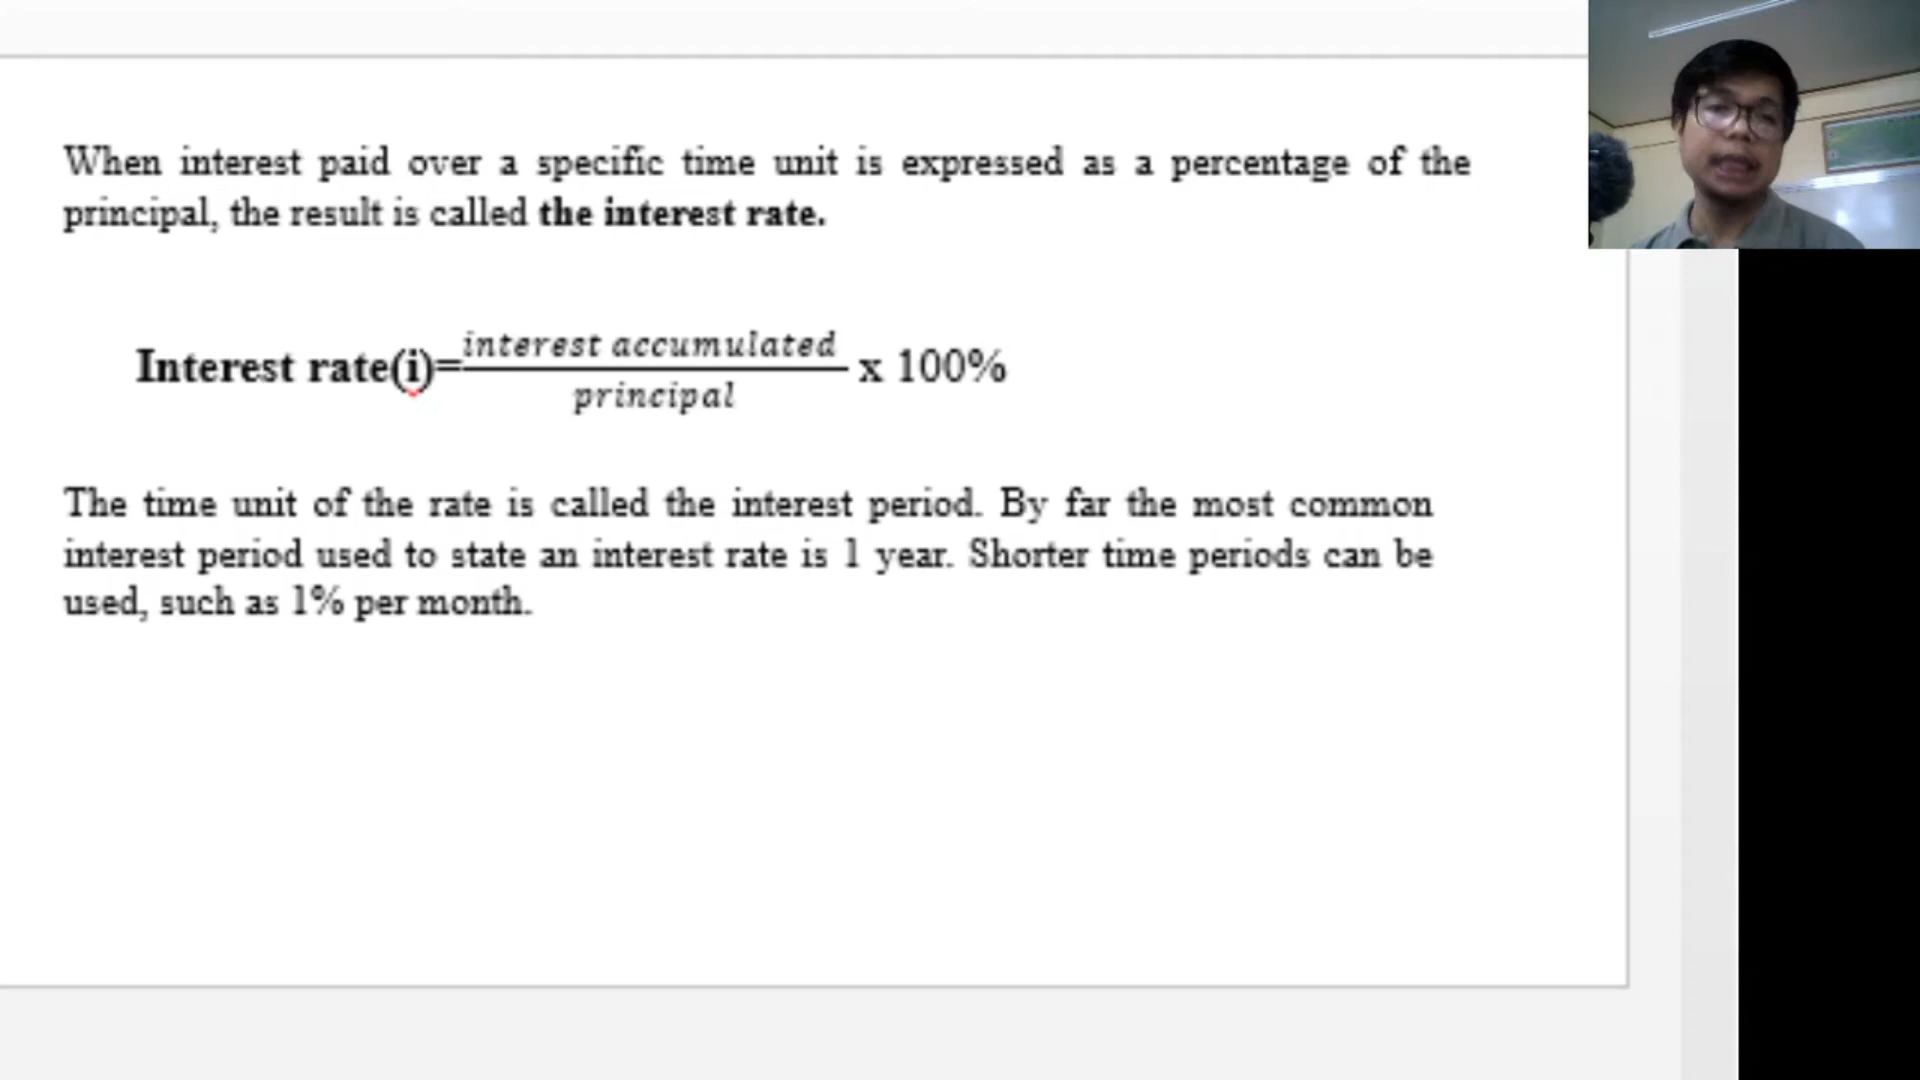 When interest paid over a specific time unit is expressed as a percentage of the
principal, the result is called the interest rate.
Interest rate(i)=interest accumulated/principal x 100%
The time unit of the rate is called the interest period. By far the most common
interest period used to state an interest rate is 1 year. Shorter time periods can be
used, such as 1% per month.